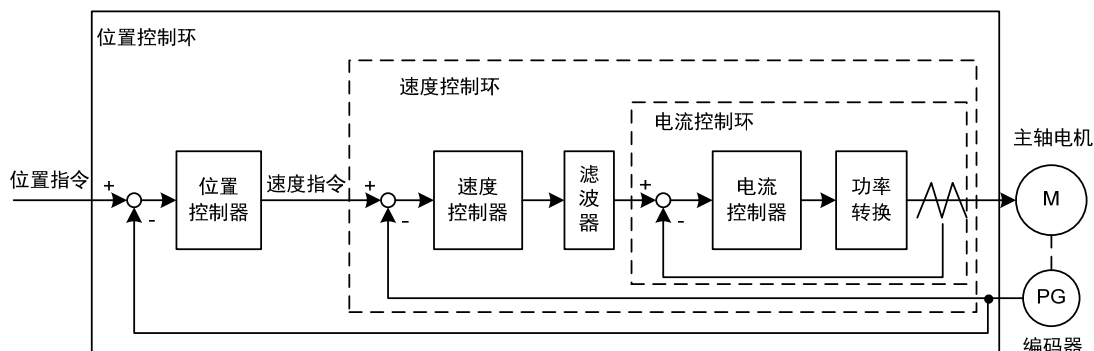 位置控制环
速度控制环
电流控制环
主轴电机
位置指令
+
-
位置
控制器
速度指令
+
-
速度
控制器
滤
波
器
+
-
电流
控制器
功率
转换
M
PG
编码器